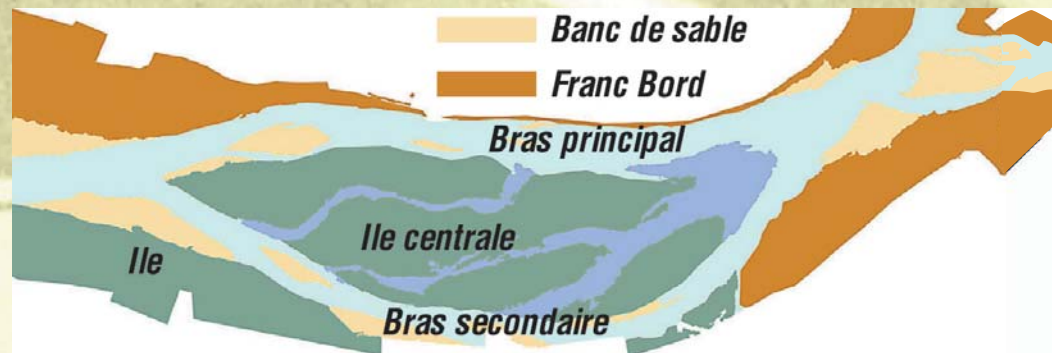 Banc de sable
Franc Bord
Bras principal
Ile centrale
Ile
Bras secondaire